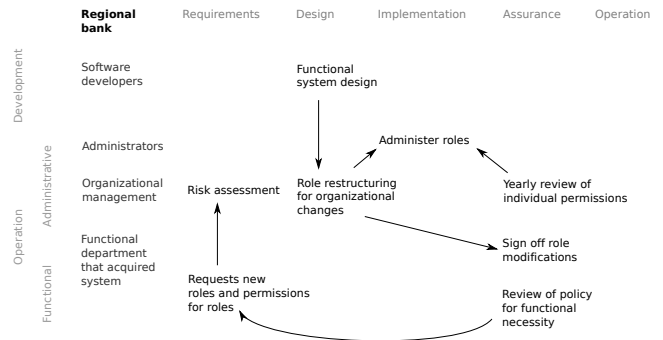 Regional
bank
Requirements
Design
Implementation
Assurance
Operation
Development
Software
developers
Functional
system design
Operation
Administrative
Administrators
Administer roles
Organizational
management
Risk assessment
Role restructuring
for organizational
changes
Yearly review of
individual permissions
Functional
Functional
department
that acquired
system
Sign off role
modifications
Requests new
roles and permissions
for roles
Review of policy
for functional
necessity